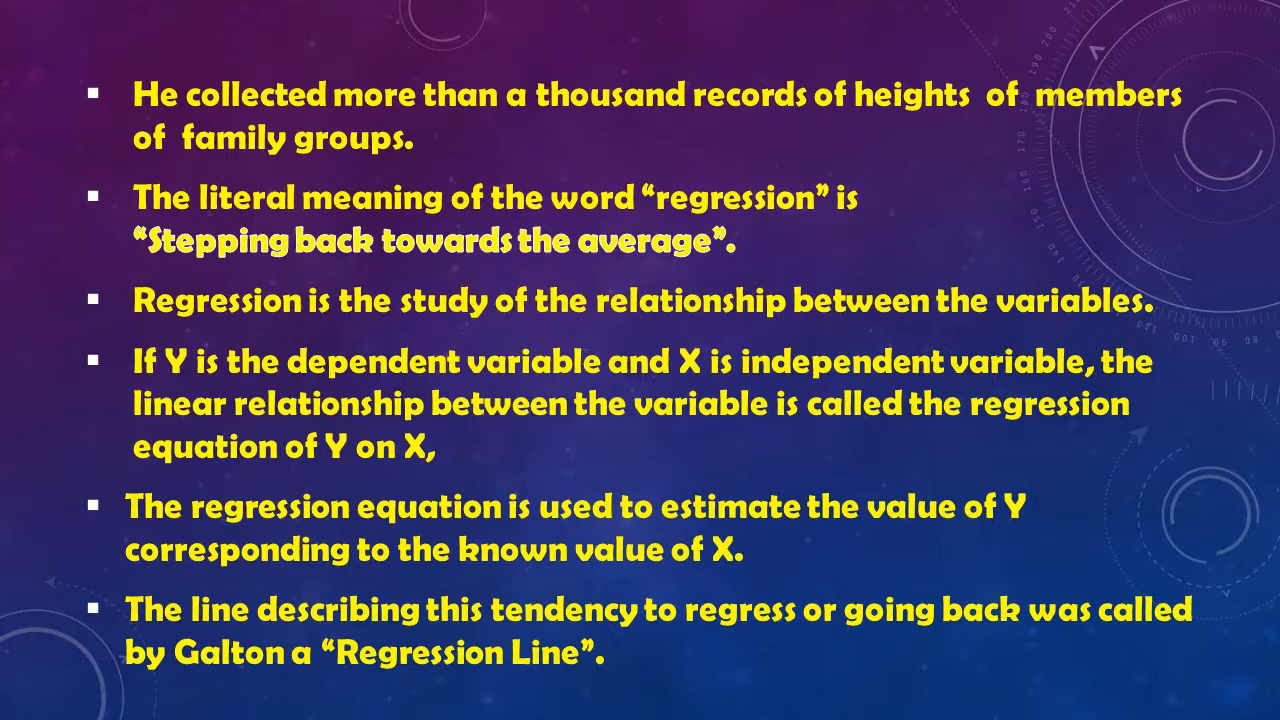 ▪ He collected more than a thousand records of heights of members
of family groups.
▪ The literal meaning of the word “regression” is
“Stepping back towards the average”.
▪ Regression is the study of the relationship between the variables.
▪ If Y is the dependent variable and X is independent variable, the
linear relationship between the variable is called the regression
equation of Y on X,
▪ The regression equation is used to estimate the value of Y
corresponding to the known value of X.
▪ The line describing this tendency to regress or going back was called
by Galton a “Regression Line”.